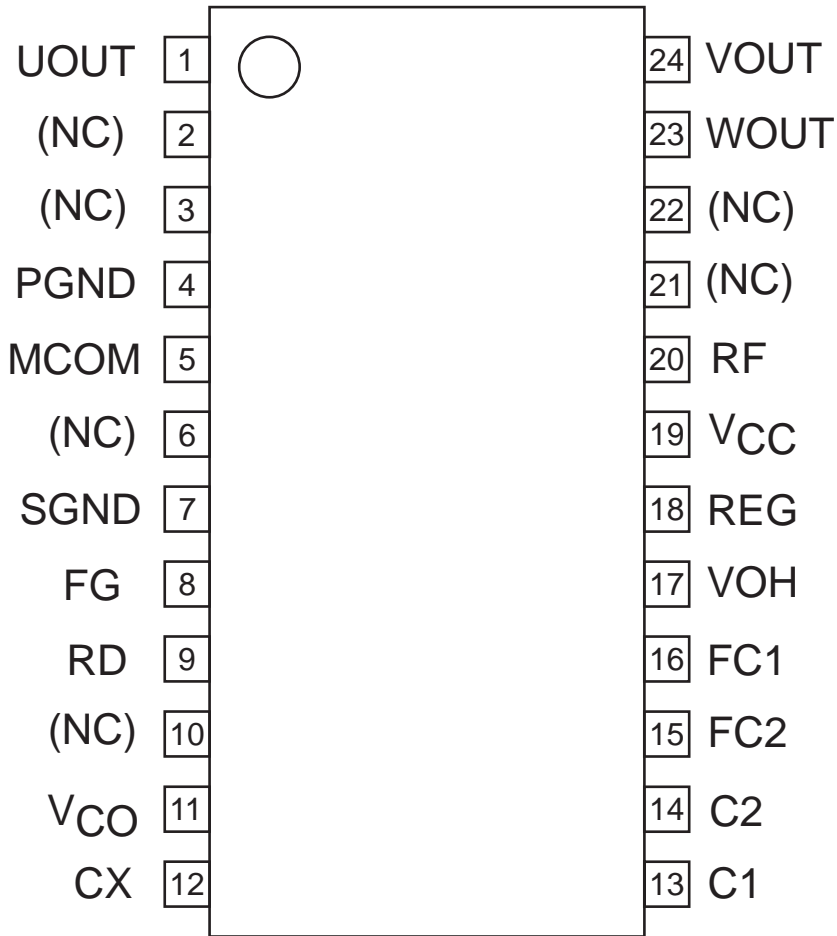 UOUT 1 24 VOUT
(NC) 2 23 WOUT
(NC) 3 22 (NC)
PGND 4 21 (NC)
MCOM 5 20 RF
(NC) 6 19 VCC
SGND 7 18 REG
FG 8 17 VOH
RD 9 16 FC1
(NC) 10 15 FC2
VCO 11 14 C2
CX 12 13 C1